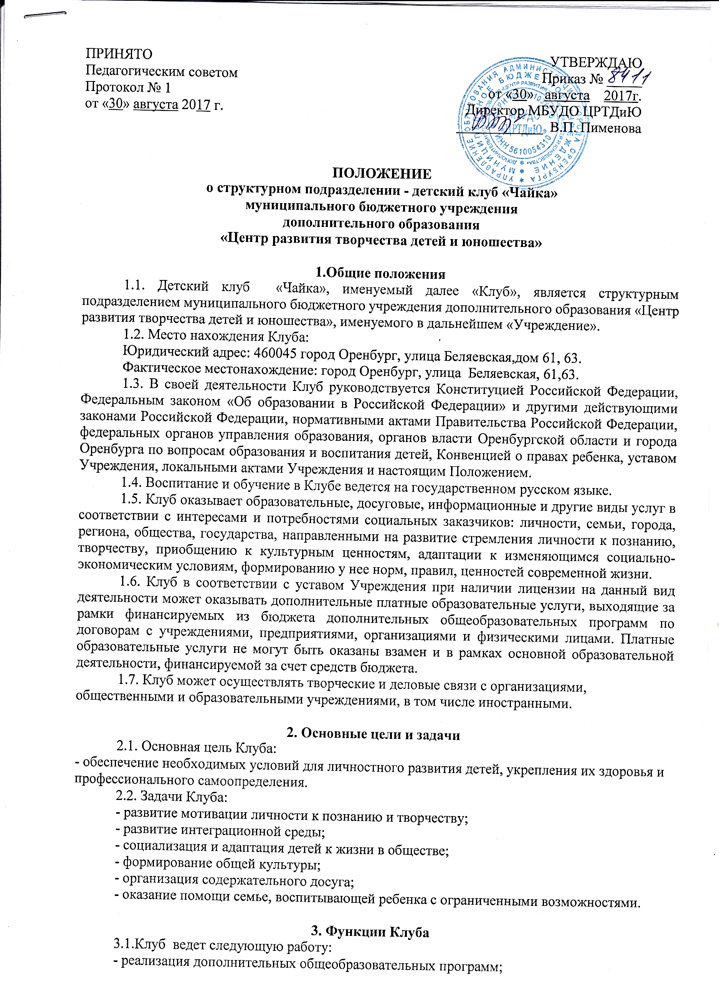 ПРИНЯТО
Педагогическим советом
Протокол № 1
от «30» августа 2017 г.
УТВЕРЖДАЮ
Приказ №
от «30» августа 2017г.
Директор МБУДО ЦРТДиЮ
В.П. Пименова
УПРАВЛЕНИЕ ОБРАЗОВАНИЯ АДМИНИСТРАЦИИ ГОРОДА ОРЕНБУРГА
МУНИЦИПАЛЬНОЕ БЮДЖЕТНОЕ УЧРЕЖДЕНИЕ
МБУДО
«ЦРТДиЮ»
ИНН 5610054310
ПОЛОЖЕНИЕ
о структурном подразделении - детский клуб «Чайка»
муниципального бюджетного учреждения
дополнительного образования
«Центр развития творчества детей и юношества»
1.Общие положения
1.1. Детский клуб «Чайка», именуемый далее «Клуб», является структурным
подразделением муниципального бюджетного учреждения дополнительного образования «Центр
развития творчества детей и юношества», именуемого в дальнейшем «Учреждение».
1.2. Место нахождения Клуба:
Юридический адрес: 460045 город Оренбург, улица Беляевская,дом 61, 63.
Фактическое местонахождение: город Оренбург, улица Беляевская, 61,63.
1.3. В своей деятельности Клуб руководствуется Конституцией Российской Федерации,
Федеральным законом «Об образовании в Российской Федерации» и другими действующими
законами Российской Федерации, нормативными актами Правительства Российской Федерации,
федеральных органов управления образования, органов власти Оренбургской области и города
Оренбурга по вопросам образования и воспитания детей, Конвенцией о правах ребенка, уставом
Учреждения, локальными актами Учреждения и настоящим Положением.
1.4. Воспитание и обучение в Клубе ведется на государственном русском языке.
1.5. Клуб оказывает образовательные, досуговые, информационные и другие виды услуг в
соответствии с интересами и потребностями социальных заказчиков: личности, семьи, города,
региона, общества, государства, направленными на развитие стремления личности к познанию,
творчеству, приобщению к культурным ценностям, адаптации к изменяющимся социально-
экономическим условиям, формированию у нее норм, правил, ценностей современной жизни.
1.6. Клуб в соответствии с уставом Учреждения при наличии лицензии на данный вид
деятельности может оказывать дополнительные платные образовательные услуги, выходящие за
рамки финансируемых из бюджета дополнительных общеобразовательных программ по
договорам с учреждениями, предприятиями, организациями и физическими лицами. Платные
образовательные услуги не могут быть оказаны взамен и в рамках основной образовательной
деятельности, финансируемой за счет средств бюджета.
1.7. Клуб может осуществлять творческие и деловые связи с организациями,
общественными и образовательными учреждениями, в том числе иностранными.
2. Основные цели и задачи
2.1. Основная цель Клуба:
- обеспечение необходимых условий для личностного развития детей, укрепления их здоровья и
профессионального самоопределения.
2.2. Задачи Клуба:
- развитие мотивации личности к познанию и творчеству;
- развитие интеграционной среды;
- социализация и адаптация детей к жизни в обществе;
- формирование общей культуры;
- организация содержательного досуга;
- оказание помощи семье, воспитывающей ребенка с ограниченными возможностями.
3. Функции Клуба
3.1.Клуб ведет следующую работу:
- реализация дополнительных общеобразовательных программ;